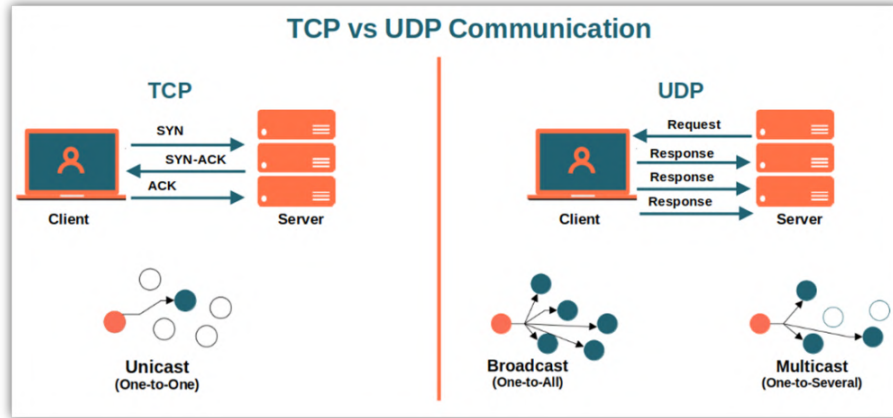 TCP vs UDP Communication
TCP
SYN
SYN-ACK
ACK
Client
Server
Unicast
(One-to-One)
UDP
Request
Response
Response
Response
Client
Server
Broadcast
(One-to-All)
Multicast
(One-to-Several)